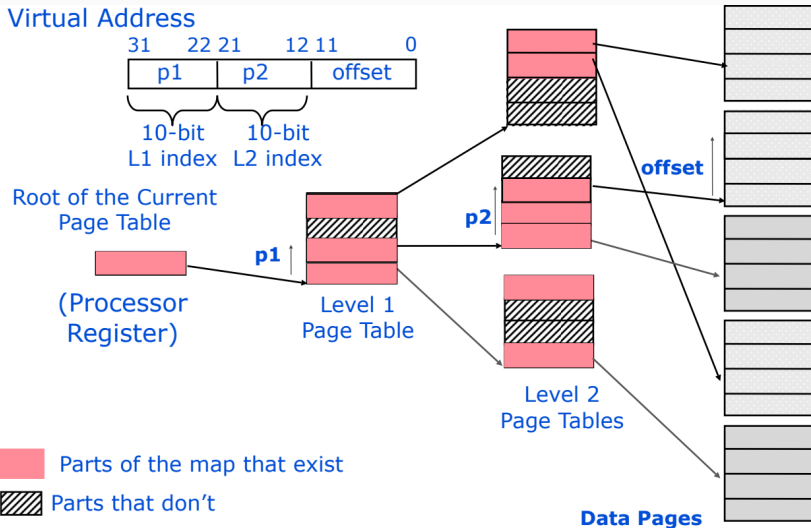 Virtual Address
31 22 21 12 11 0
p1 p2 offset
10-bit 10-bit
L1 index L2 index
Root of the Current
Page Table
(Processor
Register)
p1
Level 1
Page Table
p2
Level 2
Page Tables
offset
Parts of the map that exist
Parts that don't
Data Pages